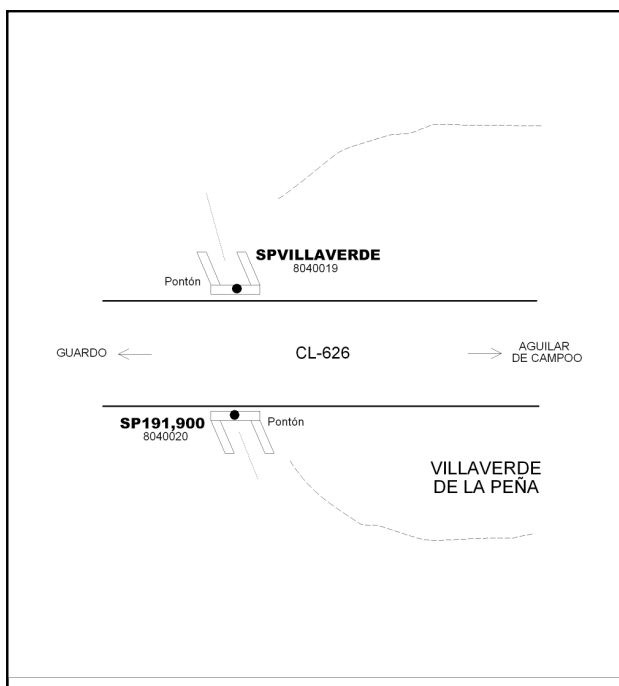 SPVILLAVERDE
8040019
Pontón
GUARDO
CL-626
AGUILAR
DE CAMPOO
SP191,900
8040020
Pontón
VILLAVERDE
DE LA PEÑA